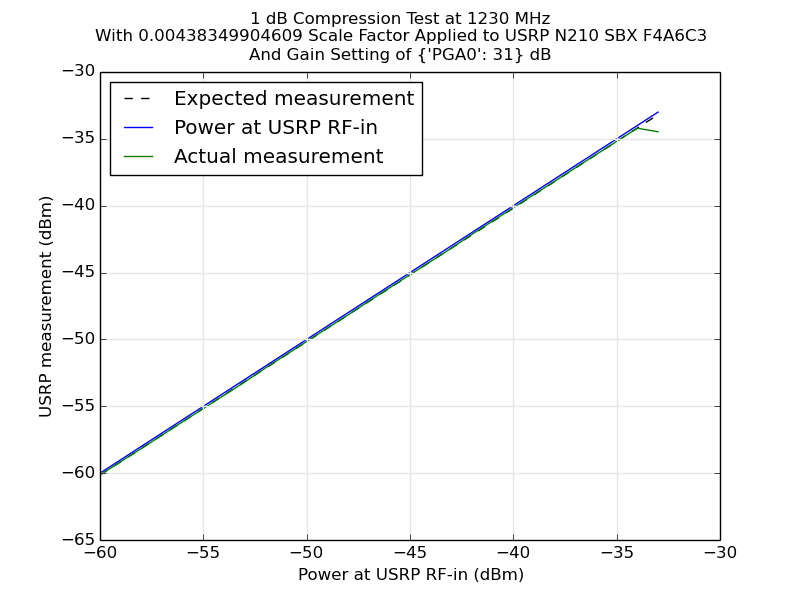 1 dB Compression Test at 1230 MHz
With 0.00438349904609 Scale Factor Applied to USRP N210 SBX F4A6C3
And Gain Setting of {'PGA0': 31} dB
−30
−35
−40
−45
−50
−55
−60
−65
USRP measurement (dBm)
Expected measurement
Power at USRP RF-in
Actual measurement
−60 −55 −50 −45 −40 −35 −30
Power at USRP RF-in (dBm)